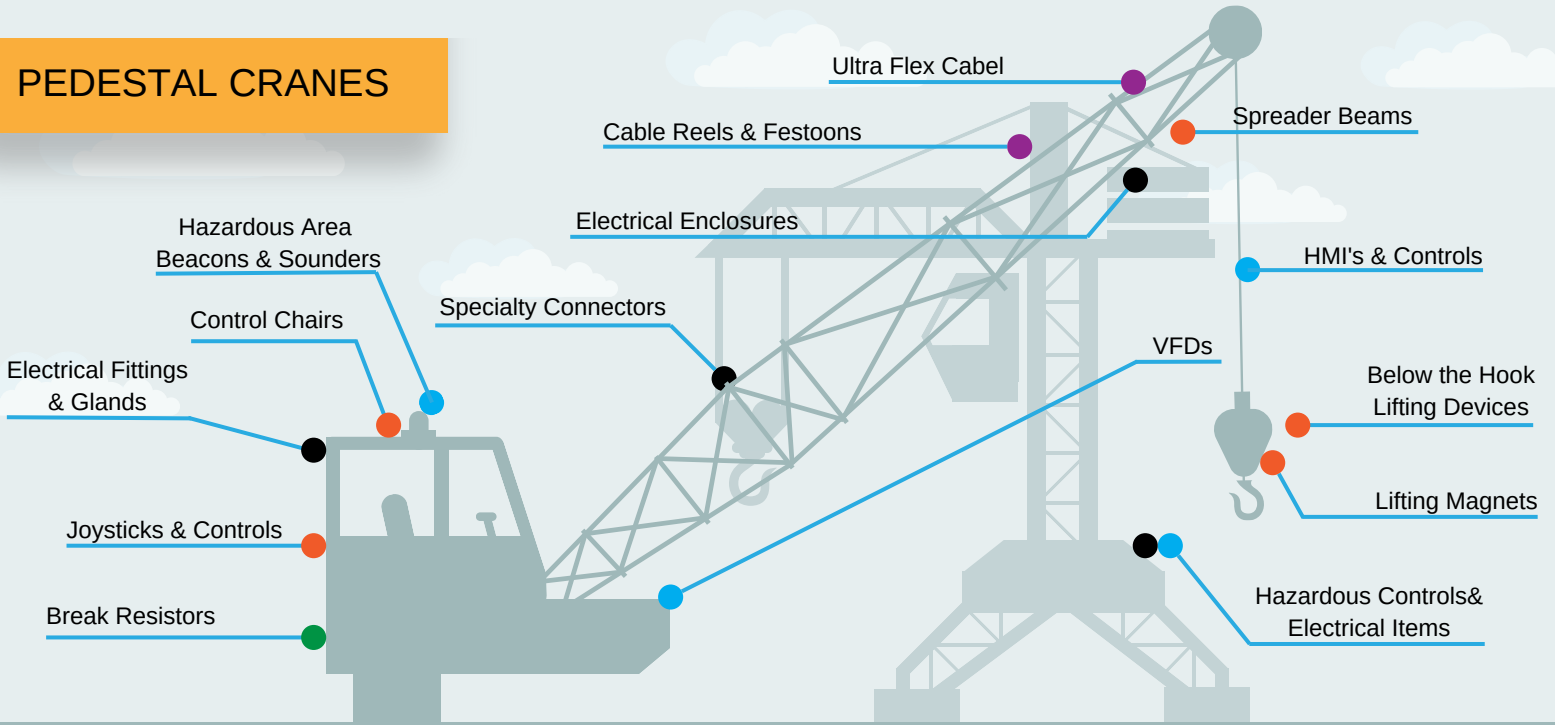 PEDESTAL CRANES
Ultra Flex Cabel
Spreader Beams
Cable Reels & Festoons
Electrical Enclosures
Hazardous Area
Beacons & Sounders
HMI's & Controls
Specialty Connectors
Control Chairs
VFDs
Electrical Fittings
& Glands
Below the Hook
Lifting Devices
Lifting Magnets
Joysticks & Controls
Hazardous Controls&
Electrical Items
Break Resistors